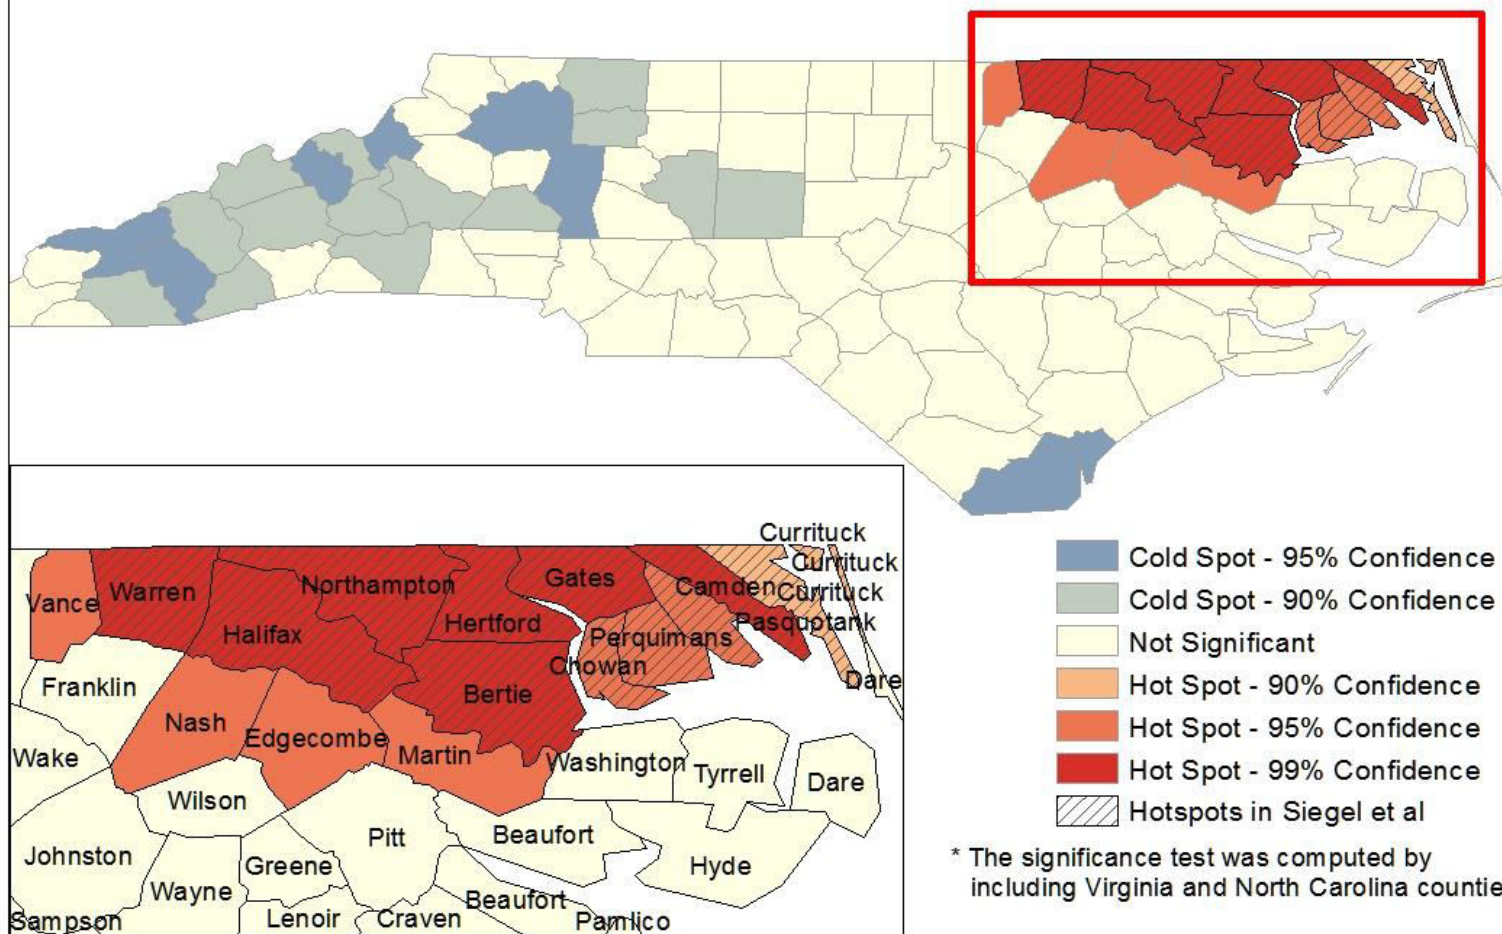 Currituck
Currituck
Currituck
Vance
Warren
Northampton
Gates
Camden
Halifax
Hertford
Perquimans
Pasquotank
Chowan
Franklin
Bertie
Dare
Nash
Edgecombe
Martin
Wake
Washington
Tyrrell
Dare
Wilson
Pitt
Beaufort
Johnston
Greene
Hyde
Wayne
Beaufort
Sampson
Lenoir
Craven
Pamlico
Cold Spot - 95% Confidence
Cold Spot - 90% Confidence
Not Significant
Hot Spot - 90% Confidence
Hot Spot - 95% Confidence
Hot Spot - 99% Confidence
Hotspots in Siegel et al
* The significance test was computed by
including Virginia and North Carolina countie